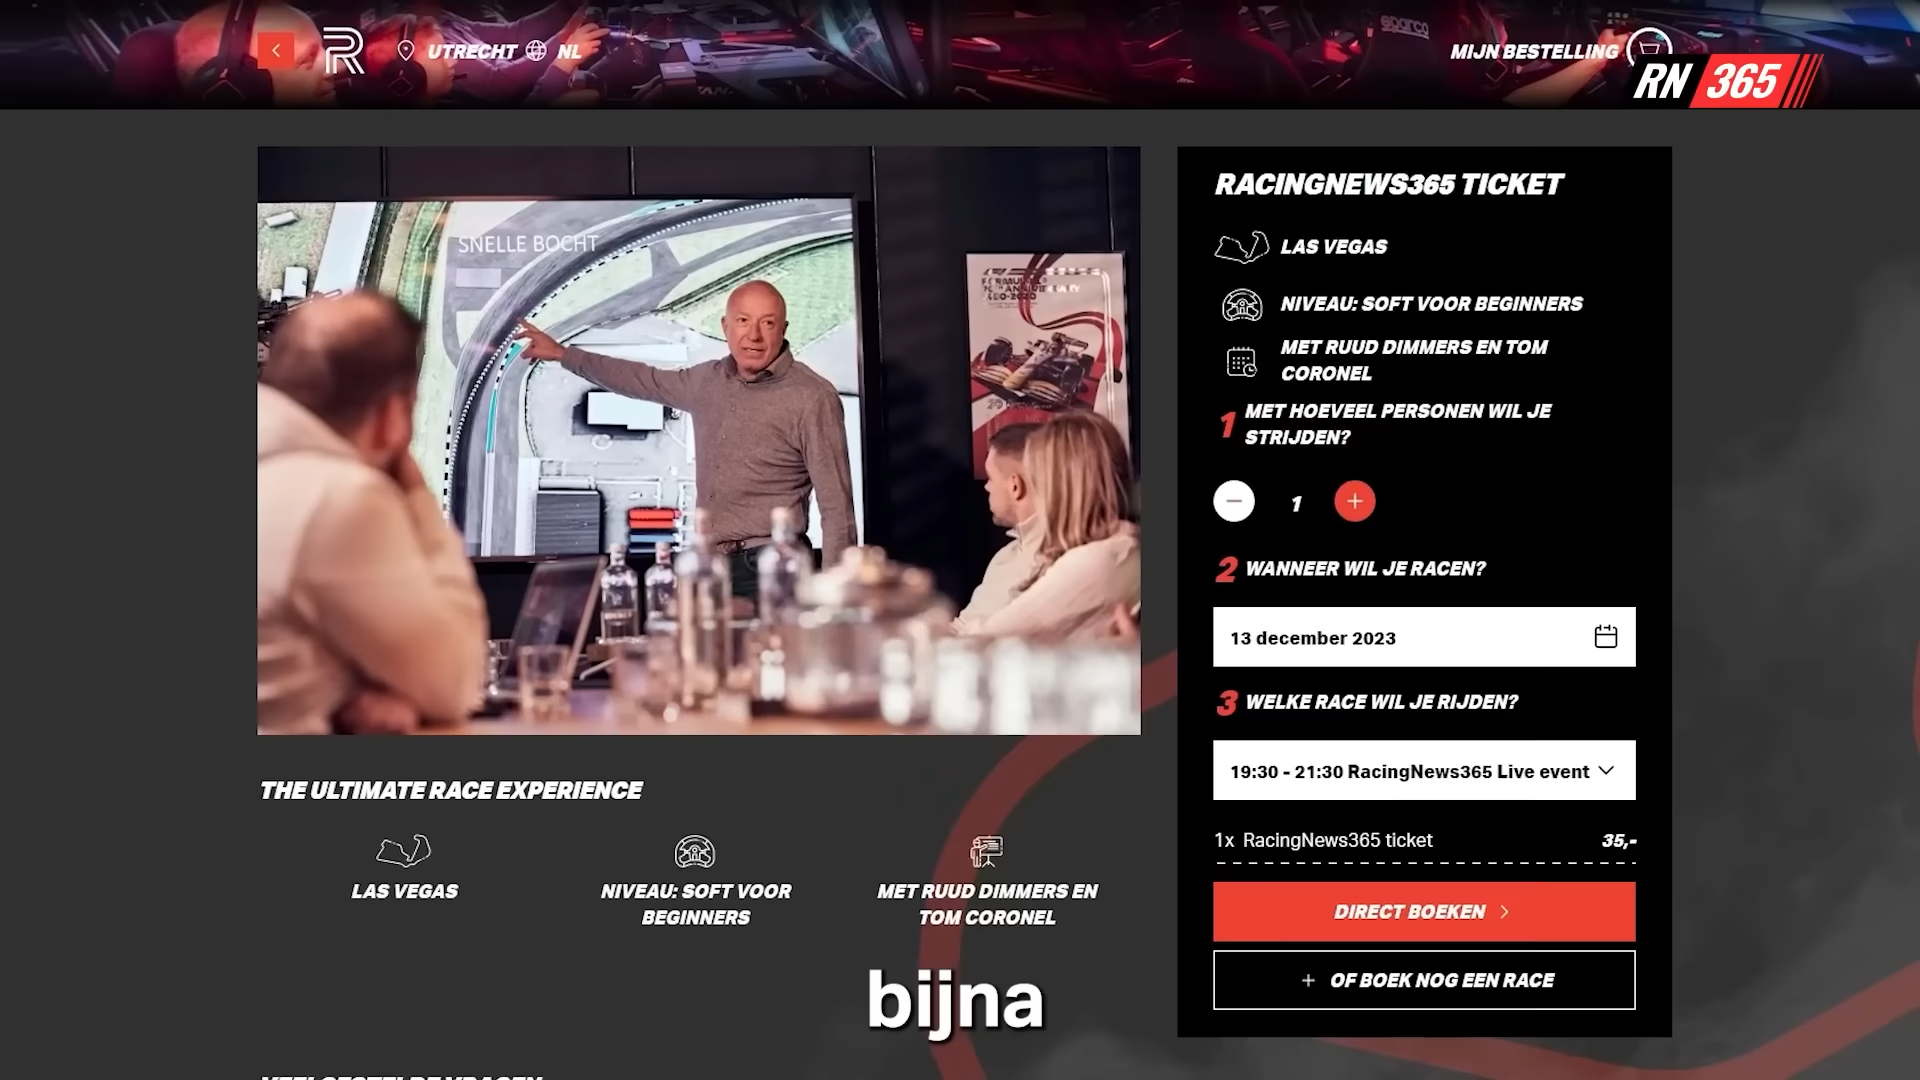 UTRECHT NL
MIJN BESTELLING
RN 365
sparco
SNELLE BOCHT
RACINGNEWS365 TICKET
LAS VEGAS
NIVEAU: SOFT VOOR BEGINNERS
MET RUUD DIMMERS EN TOM
CORONEL
1 MET HOEVEEL PERSONEN WIL JE
STRIJDEN?
1
2 WANNEER WIL JE RACEN?
13 december 2023
3 WELKE RACE WIL JE RIJDEN?
19:30 - 21:30 RacingNews365 Live event
1x RacingNews365 ticket 35,-
DIRECT BOEKEN
+ OF BOEK NOG EEN RACE
THE ULTIMATE RACE EXPERIENCE
LAS VEGAS
NIVEAU: SOFT VOOR
BEGINNERS
MET RUUD DIMMERS EN
TOM CORONEL
bijna
VEELGESTELDE VRAGEN